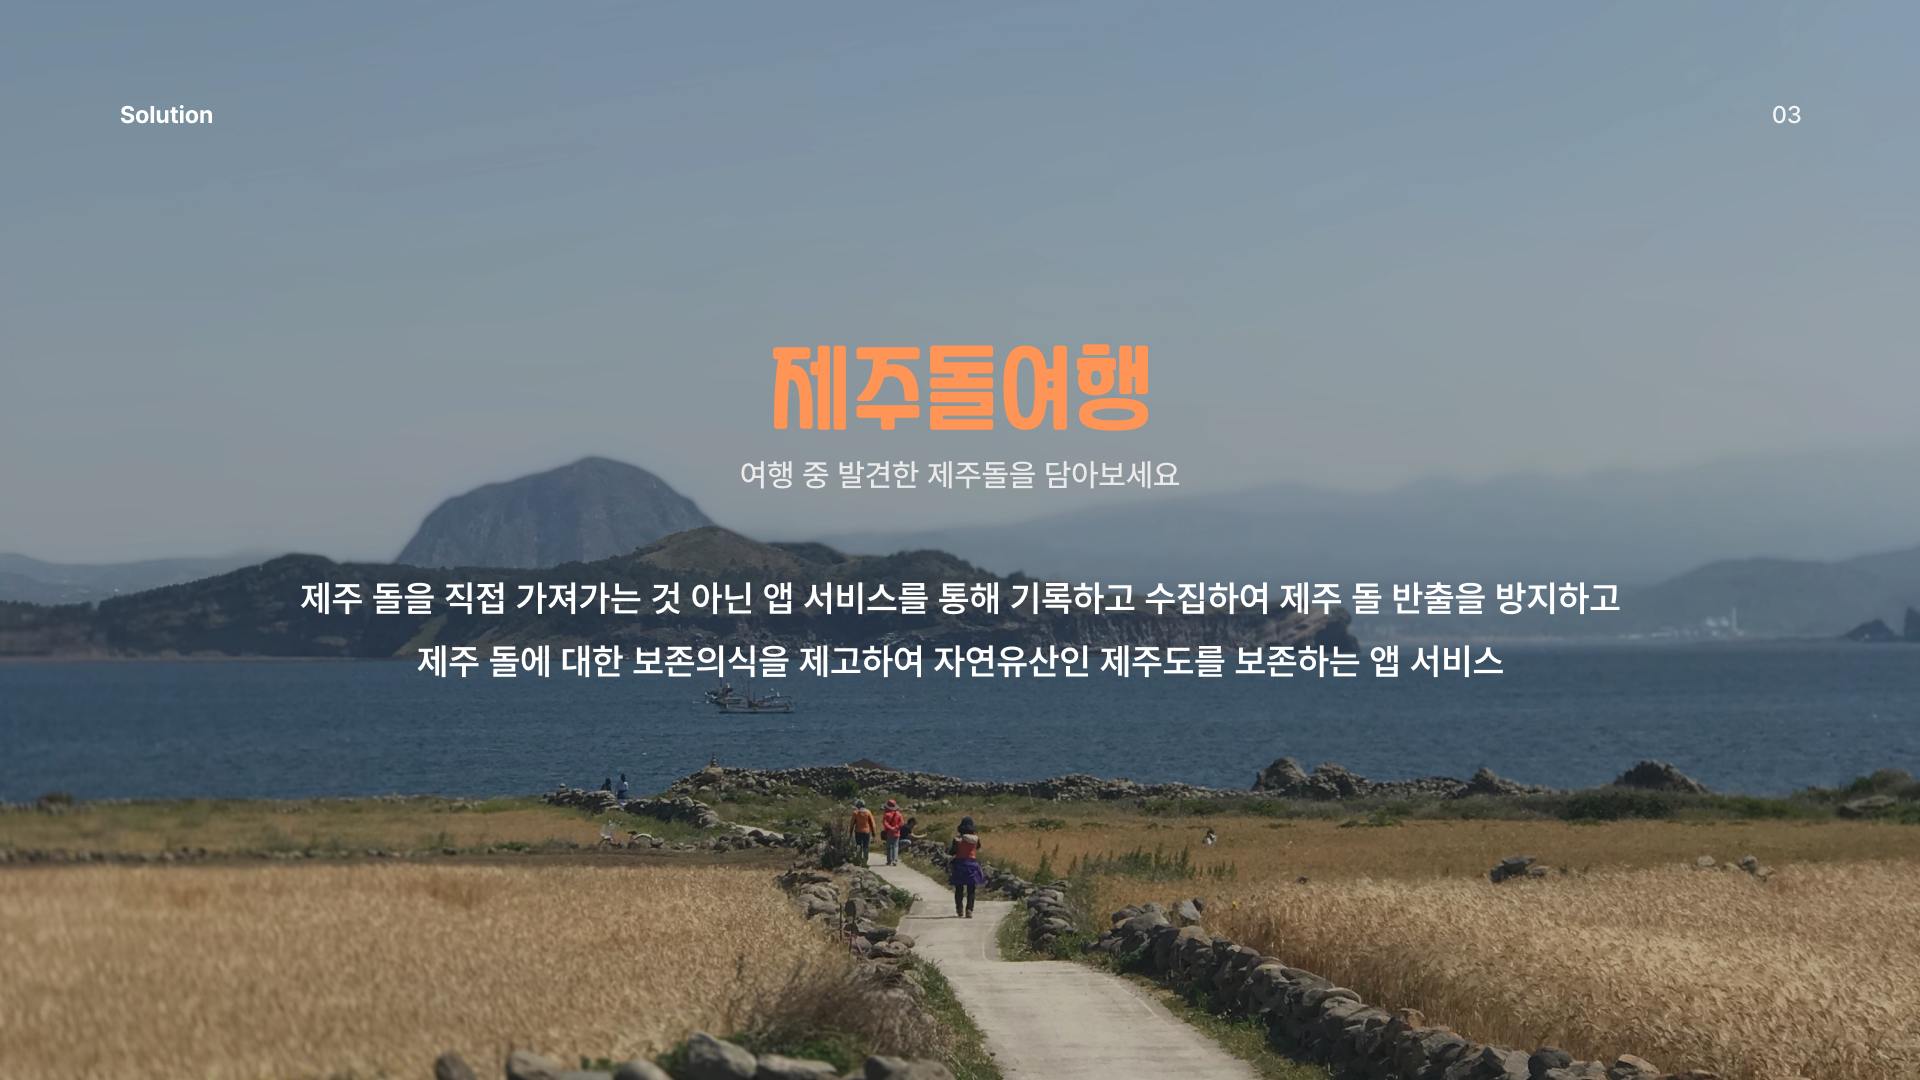 Solution
03
제주돌여행
여행 중 발견한 제주돌을 담아보세요
제주 돌을 직접 가져가는 것 아닌 앱 서비스를 통해 기록하고 수집하여 제주 돌 반출을 방지하고
제주 돌에 대한 보존의식을 제고하여 자연유산인 제주도를 보존하는 앱 서비스